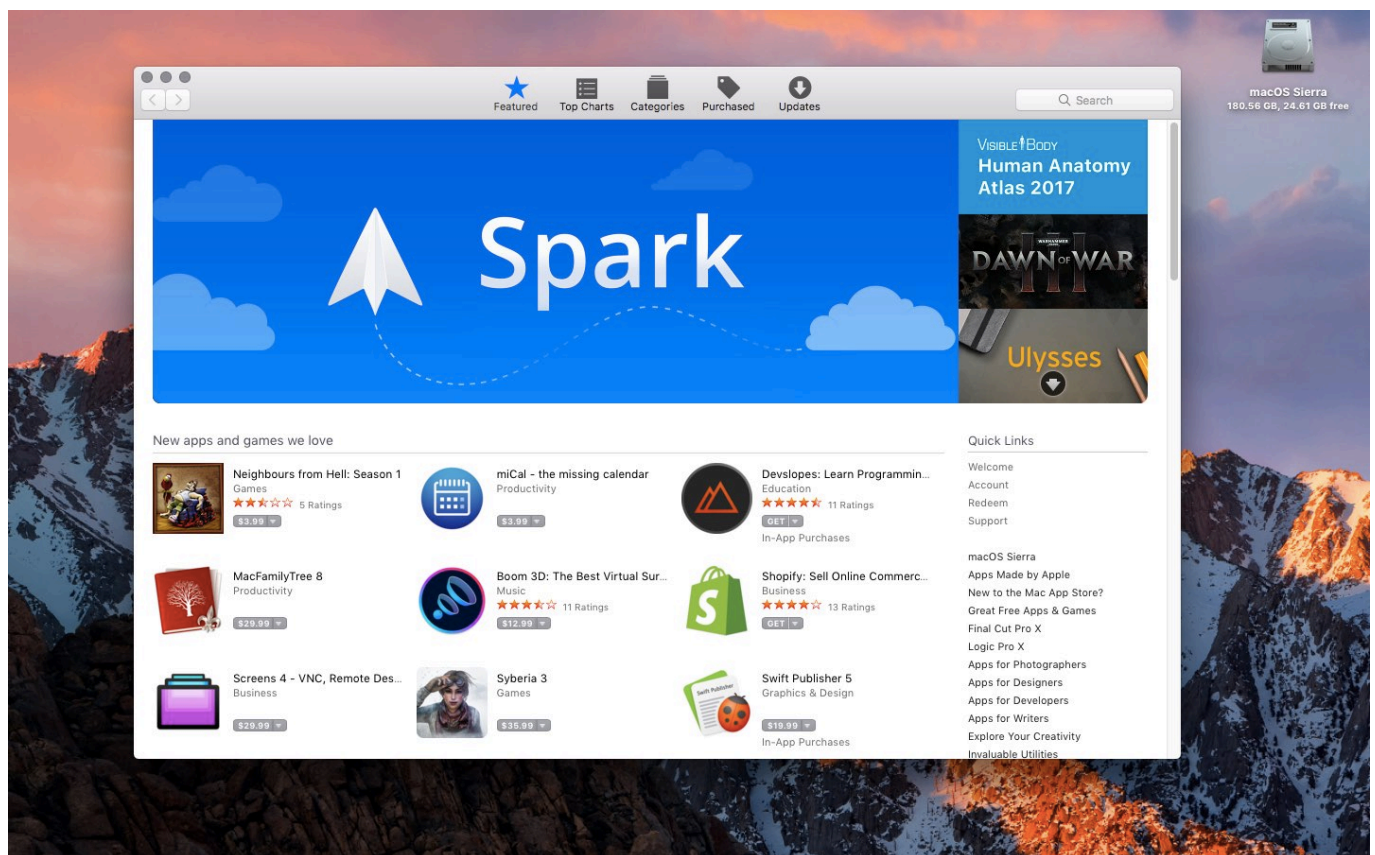 Featured
Top Charts
Categories
Purchased
Updates
Search
macOS Sierra
180.56 GB, 24.61 GB free
Spark
VISIBLE BODY
Human Anatomy
Atlas 2017
WARHAMMER
DAWN OF WAR
III
Ulysses
New apps and games we love
Neighbours from Hell: Season 1
Games
5 Ratings
$3.99
miCal - the missing calendar
Productivity
$3.99
Devslopes: Learn Programmin...
Education
11 Ratings
GET
In-App Purchases
MacFamilyTree 8
Productivity
$29.99
Boom 3D: The Best Virtual Sur...
Music
11 Ratings
$12.99
Shopify: Sell Online Commerc...
Business
13 Ratings
GET
Screens 4 - VNC, Remote Des...
Business
$29.99
Syberia 3
Games
$35.99
Swift Publisher
Swift Publisher 5
Graphics & Design
$19.99
In-App Purchases
Quick Links
Welcome
Account
Redeem
Support
macOS Sierra
Apps Made by Apple
New to the Mac App Store?
Great Free Apps & Games
Final Cut Pro X
Logic Pro X
Apps for Photographers
Apps for Designers
Apps for Developers
Apps for Writers
Explore Your Creativity
Invaluable Utilities